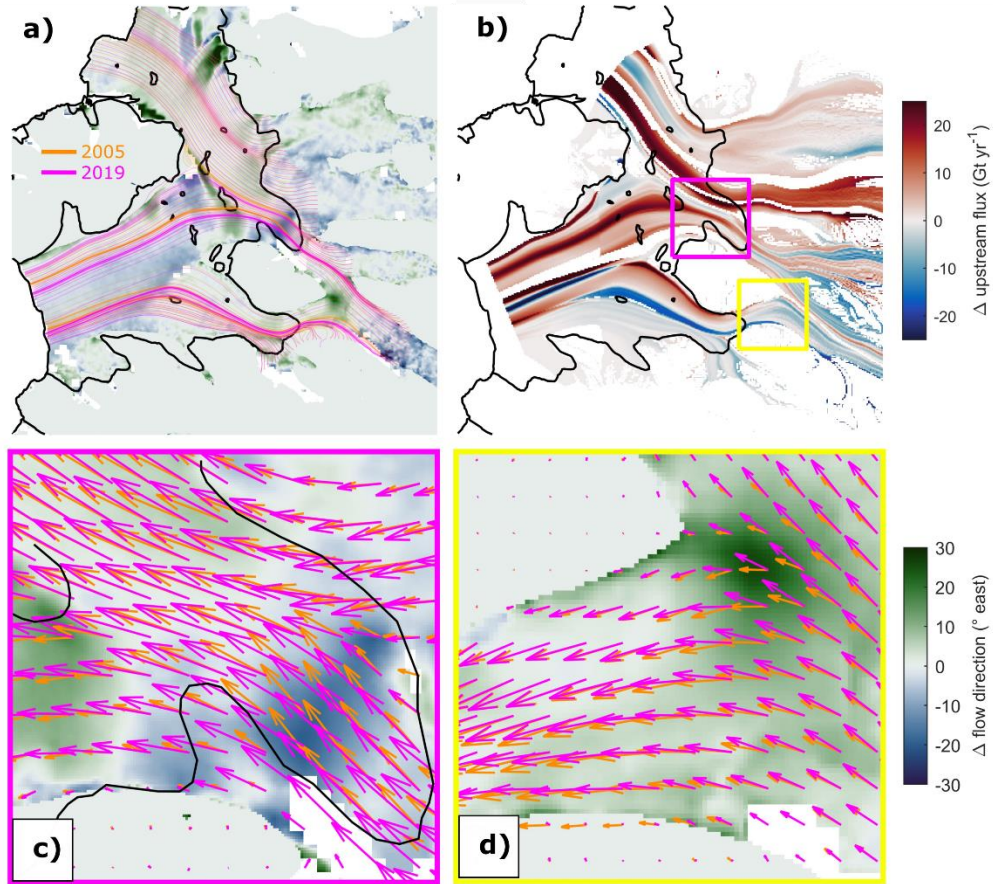 a)
2005
2019
b)
20
10
0
-10
-20
Δ upstream flux (Gt yr⁻¹)
c)
d)
30
20
10
0
-10
-20
-30
Δ flow direction (° east)